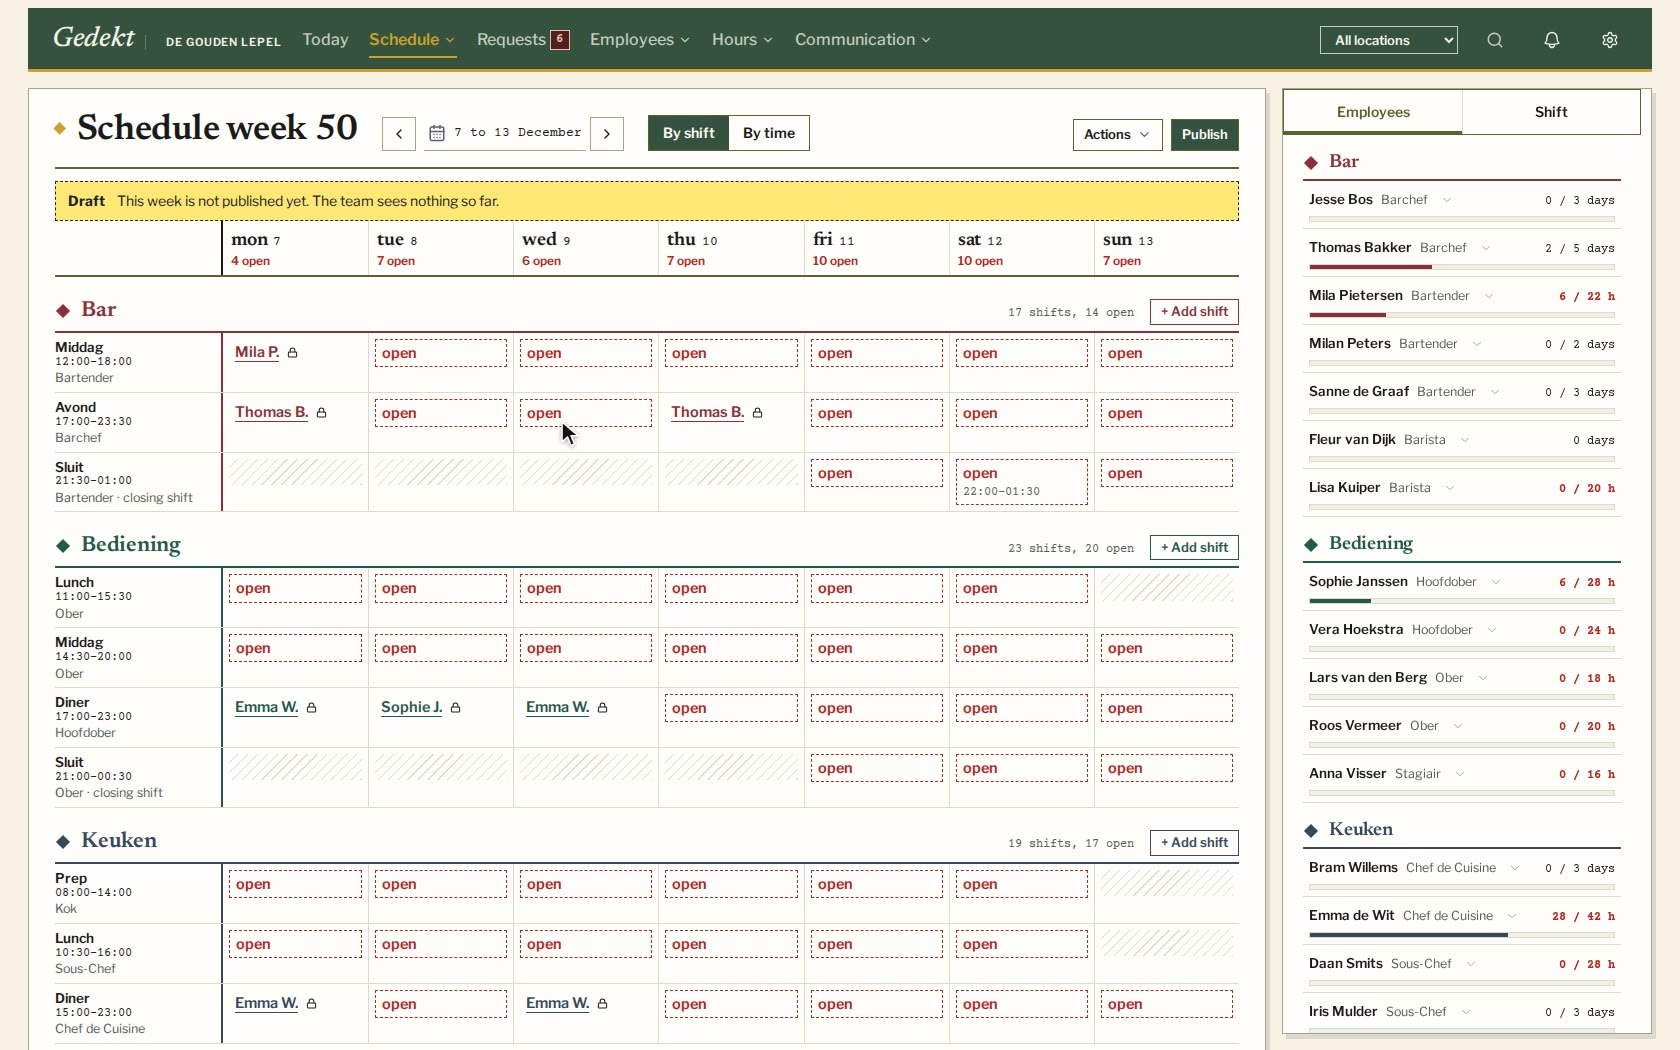 Gedekt DE GOUDEN LEPEL Today Schedule Requests 6 Employees Hours Communication All locations
Schedule week 50 7 to 13 December By shift By time Actions Publish
Draft This week is not published yet. The team sees nothing so far.
mon 7 tue 8 wed 9 thu 10 fri 11 sat 12 sun 13
4 open 7 open 6 open 7 open 10 open 10 open 7 open
Bar 17 shifts, 14 open + Add shift
Middag Mila P. open open open open open open
12:00–18:00
Bartender
Avond Thomas B. open open Thomas B. open open open
17:00–23:30
Barchef
Sluit open open open
21:30–01:00 22:00–01:30
Bartender · closing shift
Bediening 23 shifts, 20 open + Add shift
Lunch open open open open open open
11:00–15:30
Ober
Middag open open open open open open open
14:30–20:00
Ober
Diner Emma W. Sophie J. Emma W. open open open open
17:00–23:00
Hoofdober
Sluit open open open
21:00–00:30
Ober · closing shift
Keuken 19 shifts, 17 open + Add shift
Prep open open open open open open
08:00–14:00
Kok
Lunch open open open open open open
10:30–16:00
Sous-Chef
Diner Emma W. open Emma W. open open open open
15:00–23:00
Chef de Cuisine
Employees Shift
Bar
Jesse Bos Barchef 0 / 3 days
Thomas Bakker Barchef 2 / 5 days
Mila Pietersen Bartender 6 / 22 h
Milan Peters Bartender 0 / 2 days
Sanne de Graaf Bartender 0 / 3 days
Fleur van Dijk Barista 0 days
Lisa Kuiper Barista 0 / 20 h
Bediening
Sophie Janssen Hoofdober 6 / 28 h
Vera Hoekstra Hoofdober 0 / 24 h
Lars van den Berg Ober 0 / 18 h
Roos Vermeer Ober 0 / 20 h
Anna Visser Stagiair 0 / 16 h
Keuken
Bram Willems Chef de Cuisine 0 / 3 days
Emma de Wit Chef de Cuisine 28 / 42 h
Daan Smits Sous-Chef 0 / 28 h
Iris Mulder Sous-Chef 0 / 3 days